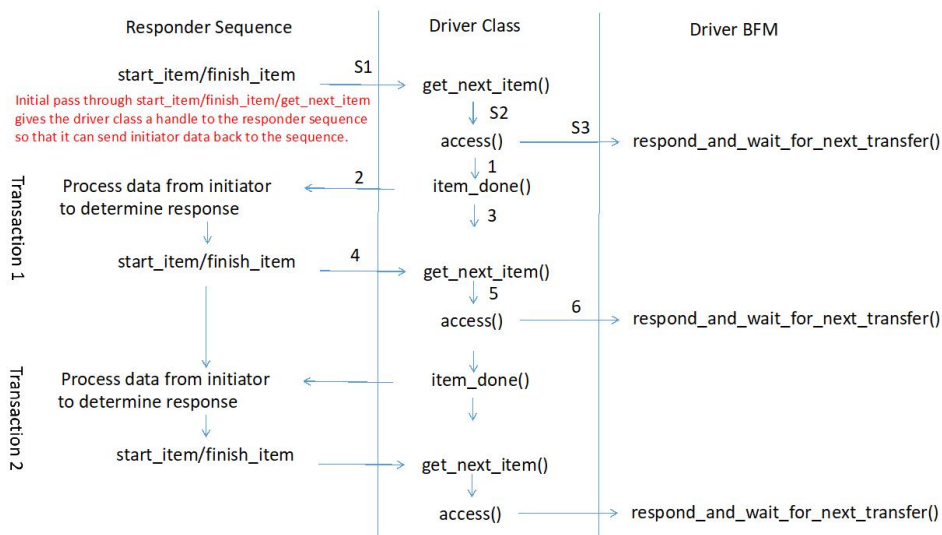 Responder Sequence
Driver Class
Driver BFM
start_item/finish_item
S1
get_next_item()
Initial pass through start_item/finish_item/get_next_item
gives the driver class a handle to the responder sequence
so that it can send initiator data back to the sequence.
S2
S3
access()
respond_and_wait_for_next_transfer()
1
Transaction 1
Process data from initiator
to determine response
2
item_done()
3
start_item/finish_item
4
get_next_item()
5
6
access()
respond_and_wait_for_next_transfer()
Transaction 2
Process data from initiator
to determine response
item_done()
start_item/finish_item
get_next_item()
access()
respond_and_wait_for_next_transfer()